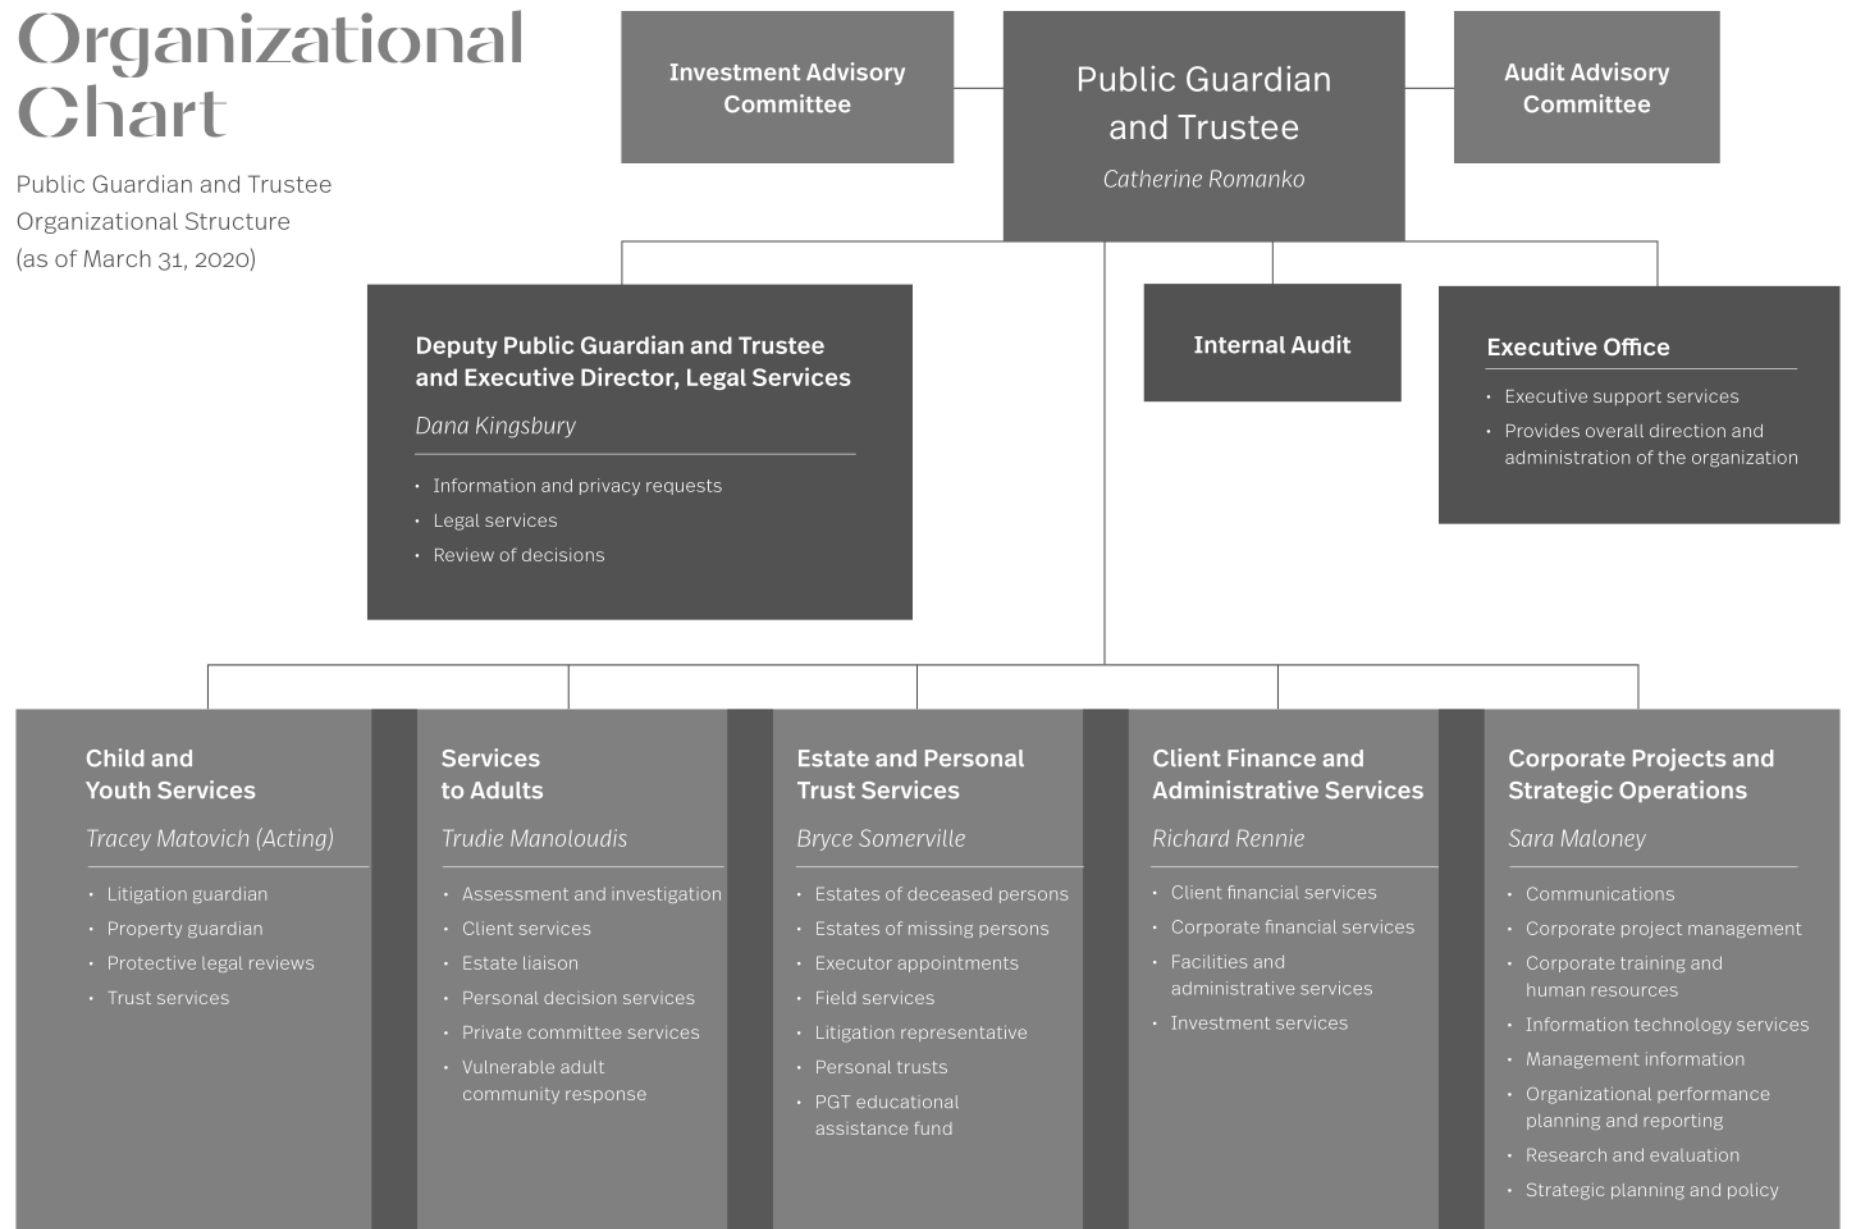 Organizational
Chart
Public Guardian and Trustee
Organizational Structure
(as of March 31, 2020)
Investment Advisory
Committee
Public Guardian
and Trustee
Catherine Romanko
Audit Advisory
Committee
Deputy Public Guardian and Trustee
and Executive Director, Legal Services
Dana Kingsbury
• Information and privacy requests
• Legal services
• Review of decisions
Internal Audit
Executive Office
• Executive support services
• Provides overall direction and
administration of the organization
Child and
Youth Services
Tracey Matovich (Acting)
• Litigation guardian
• Property guardian
• Protective legal reviews
• Trust services
Services
to Adults
Trudie Manoloudis
• Assessment and investigation
• Client services
• Estate liaison
• Personal decision services
• Private committee services
• Vulnerable adult
community response
Estate and Personal
Trust Services
Bryce Somerville
• Estates of deceased persons
• Estates of missing persons
• Executor appointments
• Field services
• Litigation representative
• Personal trusts
• PGT educational
assistance fund
Client Finance and
Administrative Services
Richard Rennie
• Client financial services
• Corporate financial services
• Facilities and
administrative services
• Investment services
Corporate Projects and
Strategic Operations
Sara Maloney
• Communications
• Corporate project management
• Corporate training and
human resources
• Information technology services
• Management information
• Organizational performance
planning and reporting
• Research and evaluation
• Strategic planning and policy